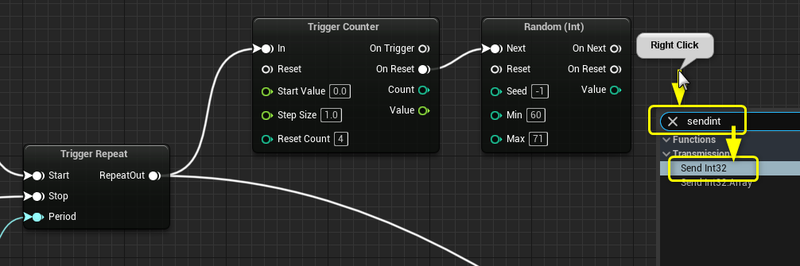 Trigger Counter
In
On Trigger
Reset
On Reset
Start Value 0.0
Count
Step Size 1.0
Value
Reset Count 4
Random (Int)
Next
On Next
Reset
On Reset
Seed -1
Value
Min 60
Max 71
Right Click
sendint
Functions
Transmission
Send Int32
Send Int32:Array
Trigger Repeat
Start
RepeatOut
Stop
Period